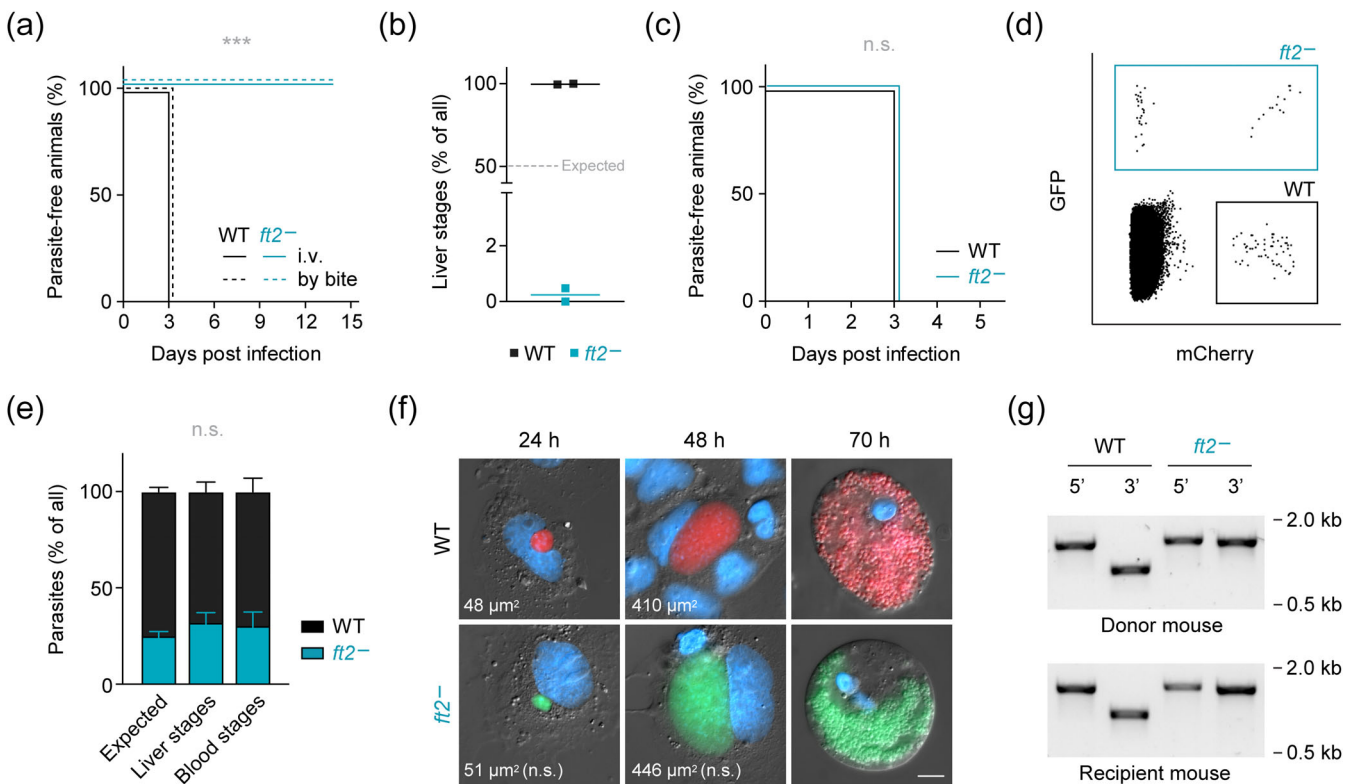 (a)
***
Parasite-free animals (%)
100
50
0
0 3 6 9 12 15
Days post infection
WT ft2–
i.v.
by bite
(b)
Liver stages (% of all)
100
50
Expected
2
0
WT ft2–
(c)
n.s.
Parasite-free animals (%)
100
50
0
0 1 2 3 4 5
Days post infection
WT
ft2–
(d)
ft2–
WT
GFP
mCherry
(e)
n.s.
Parasites (% of all)
100
50
0
Expected
Liver stages
Blood stages
WT
ft2–
(f)
24 h 48 h 70 h
WT
48 µm²
410 µm²
ft2–
51 µm² (n.s.)
446 µm² (n.s.)
(g)
WT ft2–
5’ 3’ 5’ 3’
– 2.0 kb
– 0.5 kb
Donor mouse
– 2.0 kb
– 0.5 kb
Recipient mouse